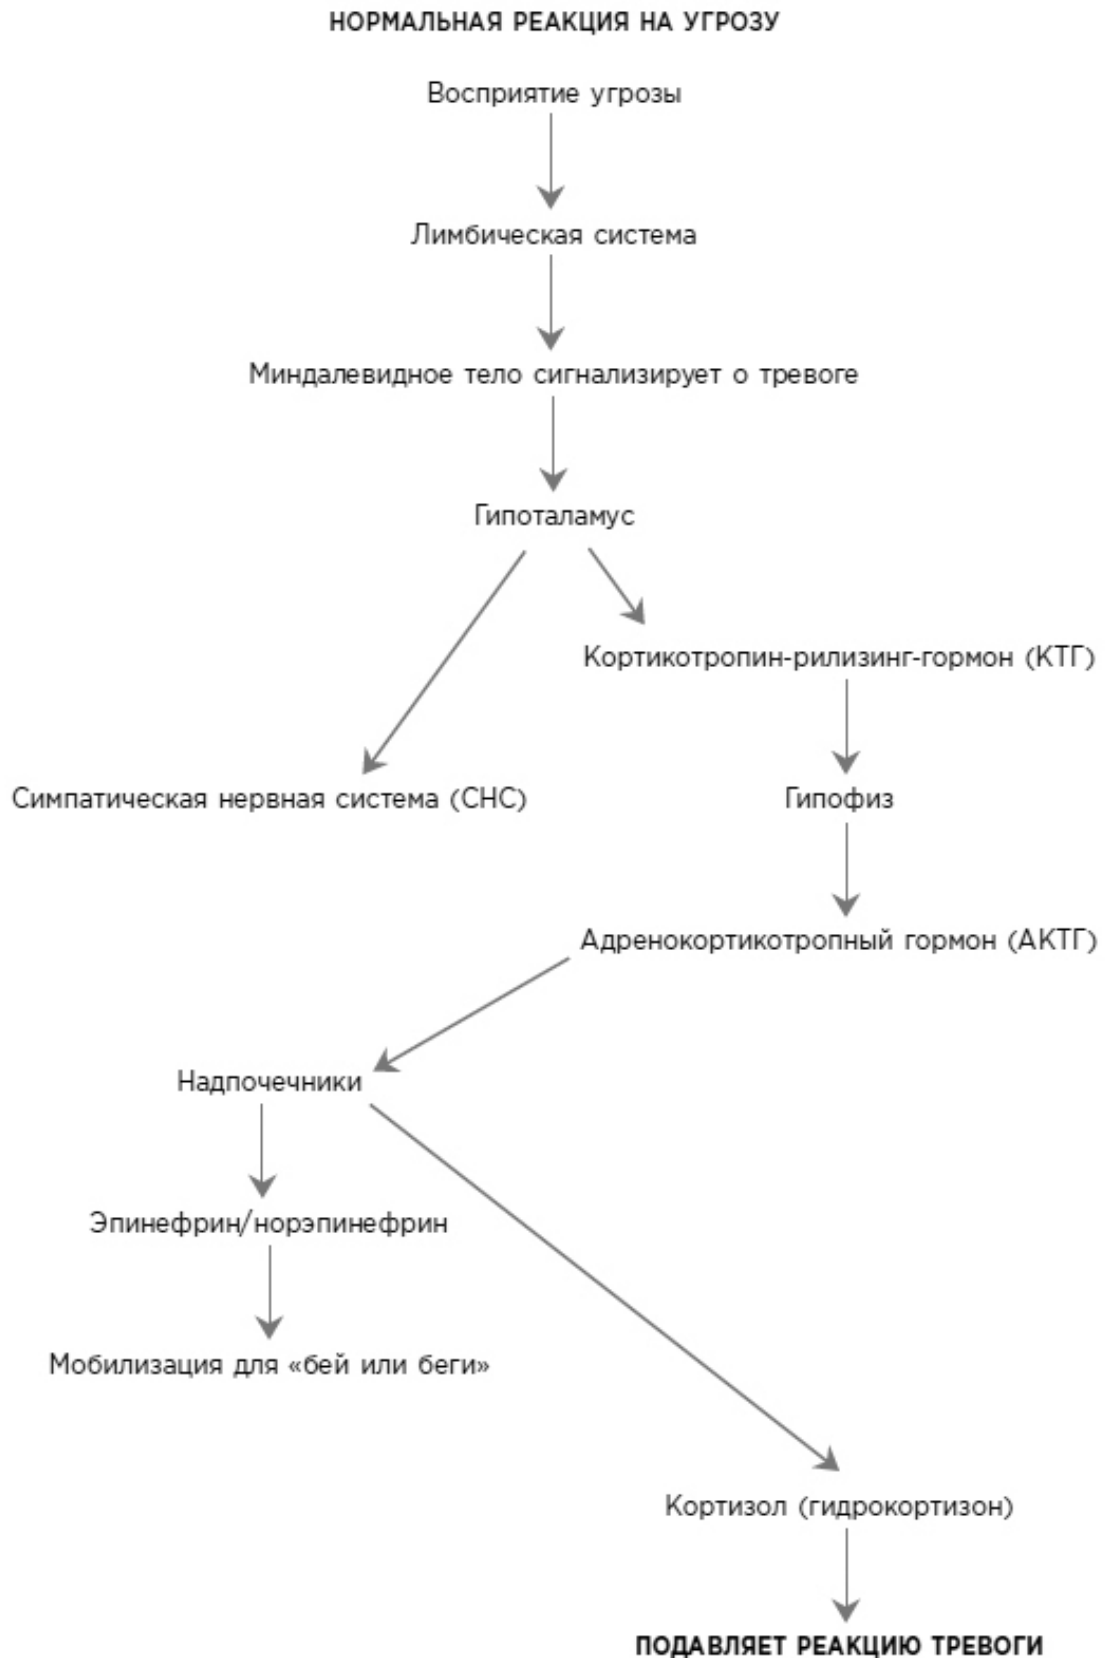 НОРМАЛЬНАЯ РЕАКЦИЯ НА УГРОЗУ
Восприятие угрозы
Лимбическая система
Миндалевидное тело сигнализирует о тревоге
Гипоталамус
Кортикотропин-рилизинг-гормон (КТГ)
Симпатическая нервная система (СНС)
Гипофиз
Адренокортикотропный гормон (АКТГ)
Надпочечники
Эпинефрин/норэпинефрин
Мобилизация для «бей или беги»
Кортизол (гидрокортизон)
ПОДАВЛЯЕТ РЕАКЦИЮ ТРЕВОГИ